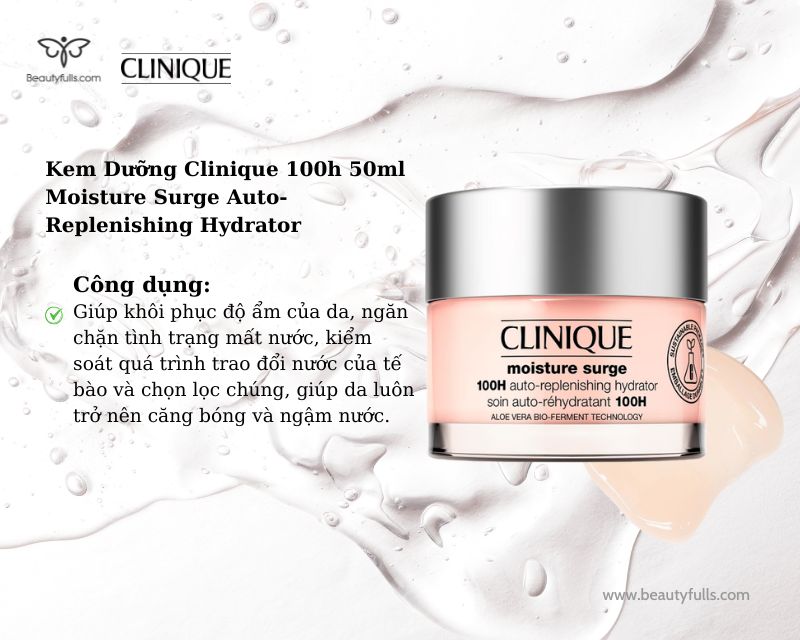 Beautyfulls.com
CLINIQUE
Kem Dưỡng Clinique 100h 50ml
Moisture Surge Auto-
Replenishing Hydrator
Công dụng:
Giúp khôi phục độ ẩm của da, ngăn
chặn tình trạng mất nước, kiểm
soát quá trình trao đổi nước của tế
bào và chọn lọc chúng, giúp da luôn
trở nên căng bóng và ngậm nước.
CLINIQUE
moisture surge
100H auto-replenishing hydrator
soin auto-réhydratant 100H
ALOE VERA BIO-FERMENT TECHNOLOGY
SUSTAINABLE
EMBALLAGE
www.beautyfulls.com